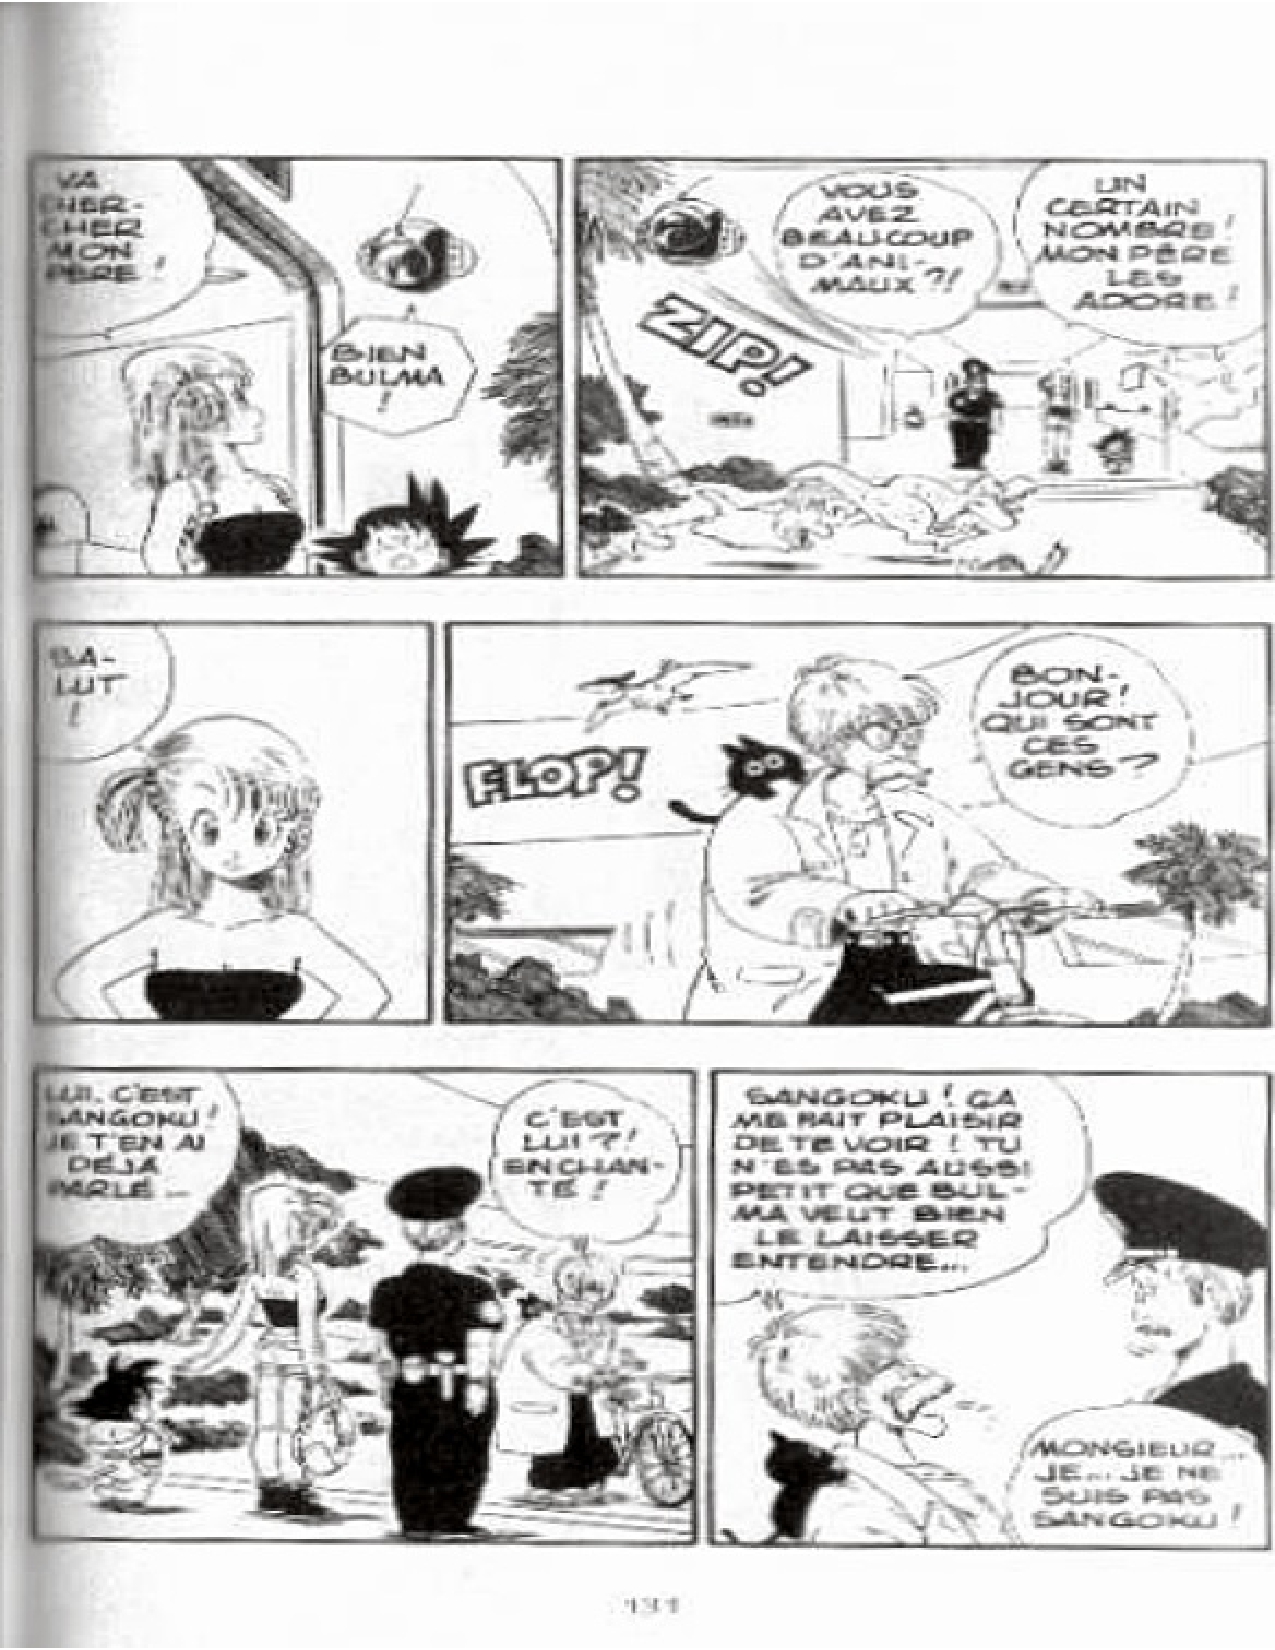 VA
CHER-
CHER
MON
PÈRE !
BIEN
BULMA
!
VOUS
AVEZ
BEAUCOUP
D'ANI-
MAUX ?!
UN
CERTAIN
NOMBRE !
MON PÈRE
LES
ADORE !
ZIP!
SA-
LUT
!
FLOP!
BON-
JOUR !
QUI SONT
CES
GENS ?
LUI, C'EST
SANGOKU !
JE T'EN AI
DÉJÀ
PARLÉ ...
C'EST
LUI ?!
ENCHAN-
TÉ !
SANGOKU ! ÇA
ME FAIT PLAISIR
DE TE VOIR ! TU
N'ES PAS AUSSI
PETIT QUE BUL-
MA VEUT BIEN
LE LAISSER
ENTENDRE...
MONSIEUR...
JE... JE NE
SUIS PAS
SANGOKU !